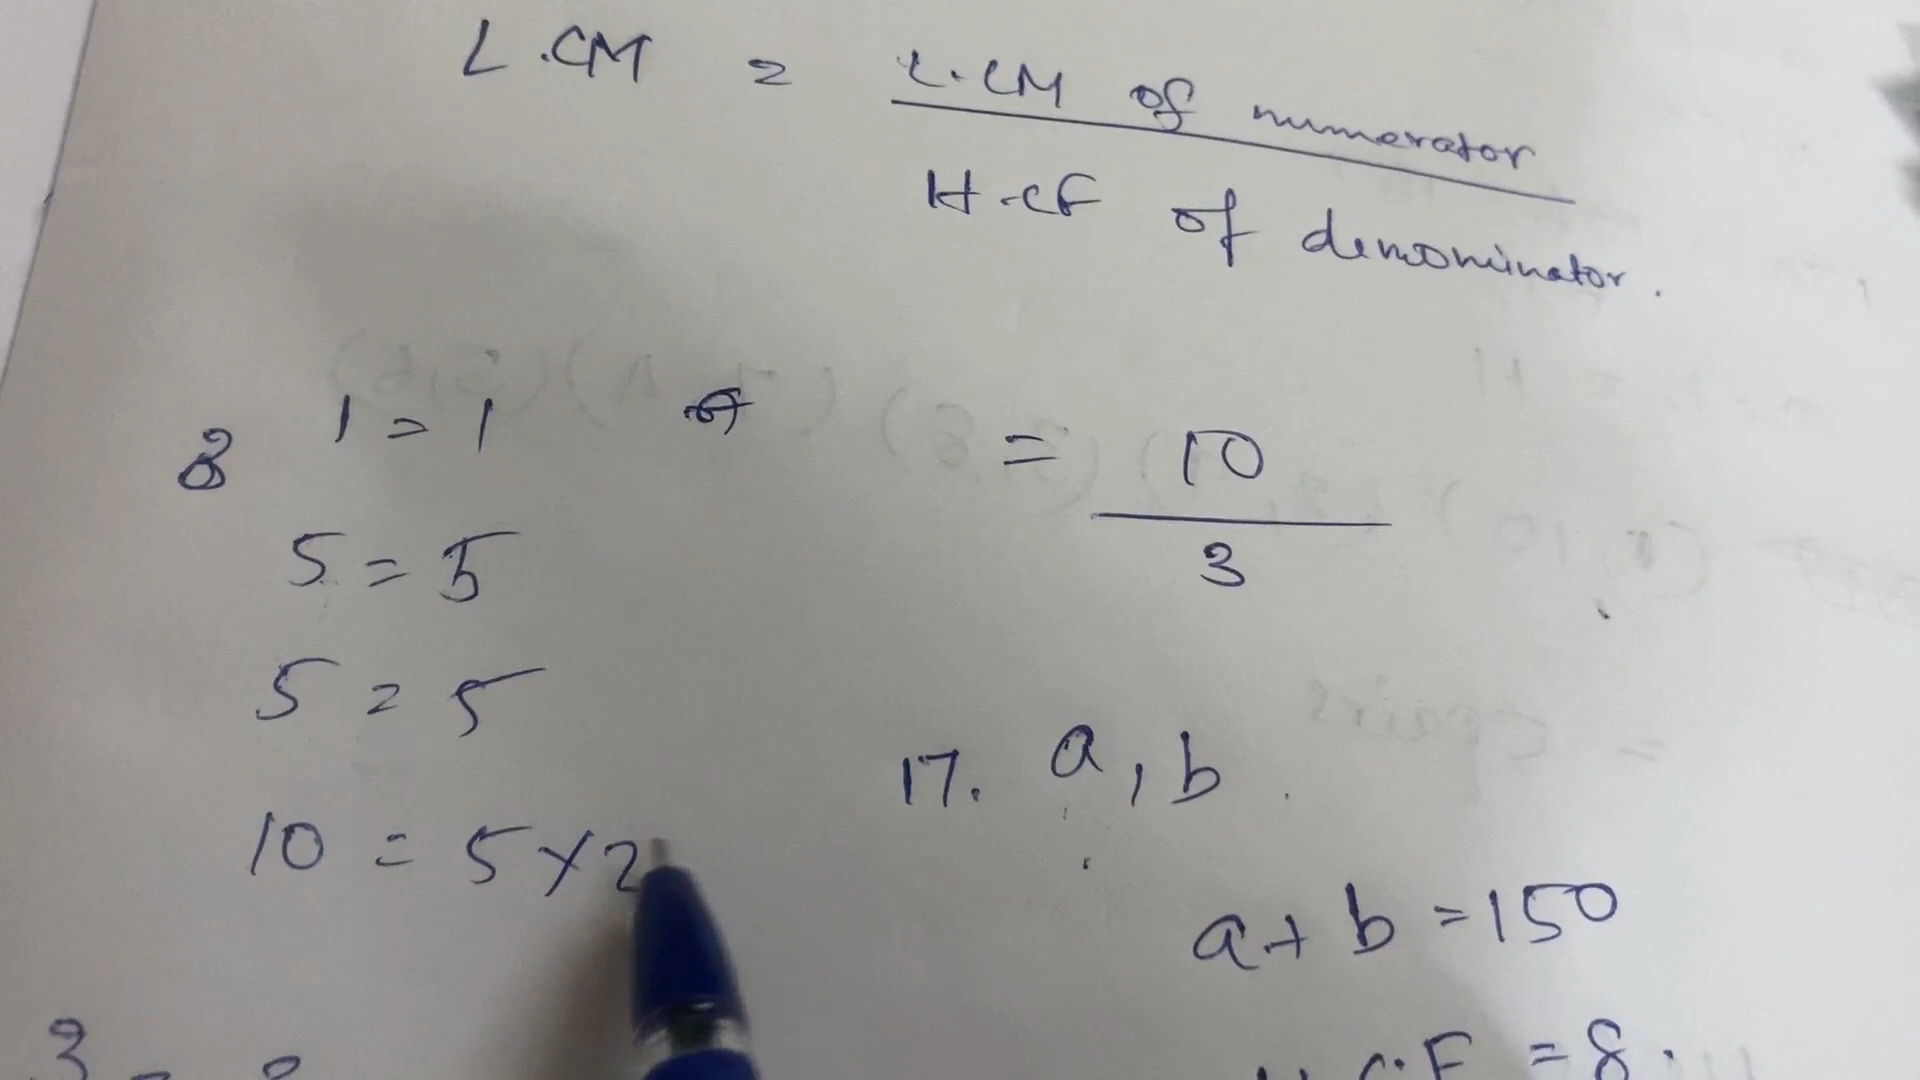 L.CM = L.CM of numerator
H.CF of denominator.
1 = 1
5 = 5
5 = 5
10 = 5 × 2
= 10
3
17. a, b
a + b = 150
H.C.F = 8.
3 =